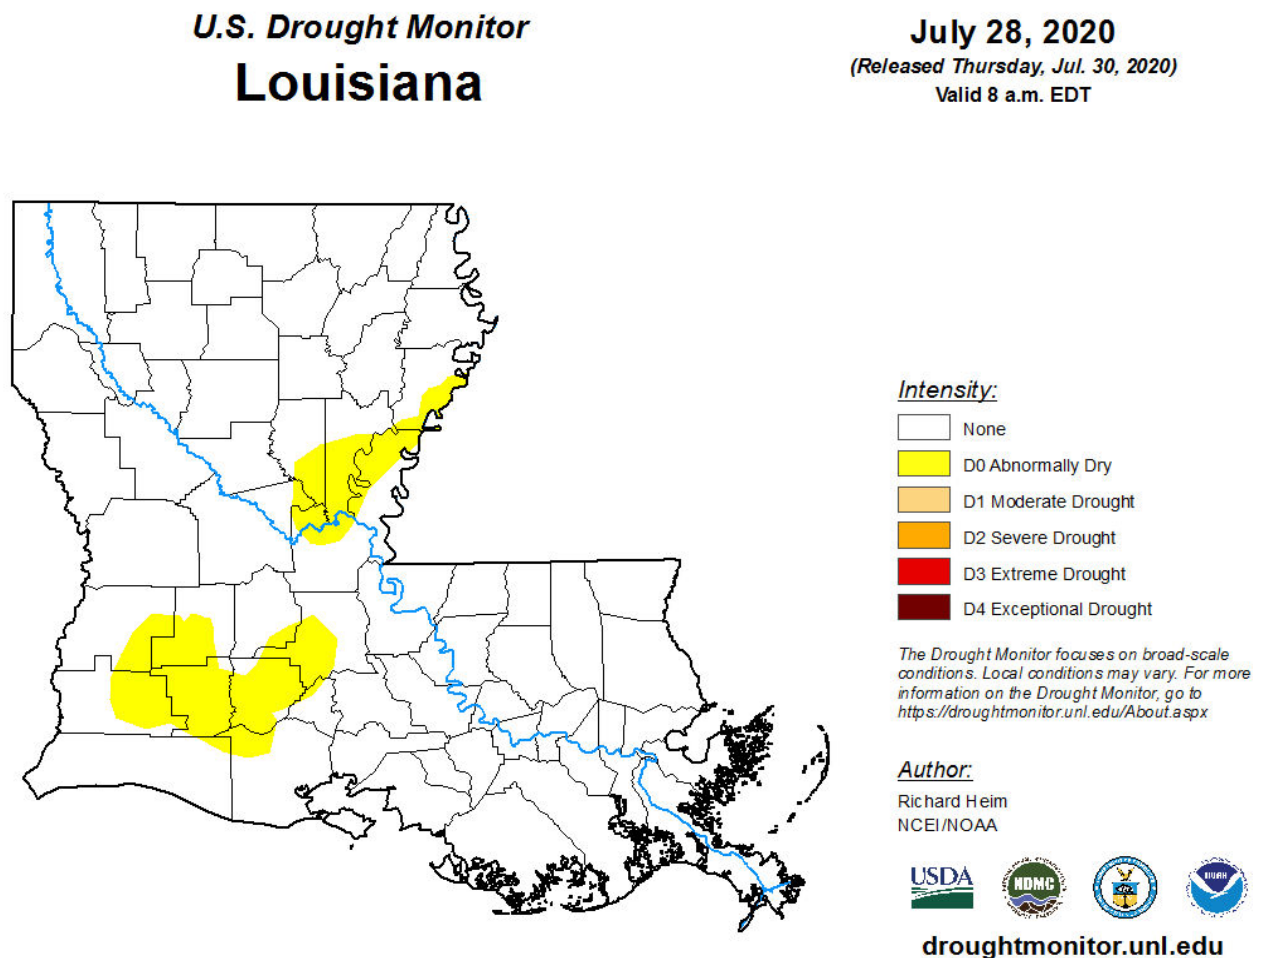 U.S. Drought Monitor
Louisiana
July 28, 2020
(Released Thursday, Jul. 30, 2020)
Valid 8 a.m. EDT
Intensity:
None
D0 Abnormally Dry
D1 Moderate Drought
D2 Severe Drought
D3 Extreme Drought
D4 Exceptional Drought
The Drought Monitor focuses on broad-scale
conditions. Local conditions may vary. For more
information on the Drought Monitor, go to
https://droughtmonitor.unl.edu/About.aspx
Author:
Richard Heim
NCEI/NOAA
USDA
NDMC
droughtmonitor.unl.edu